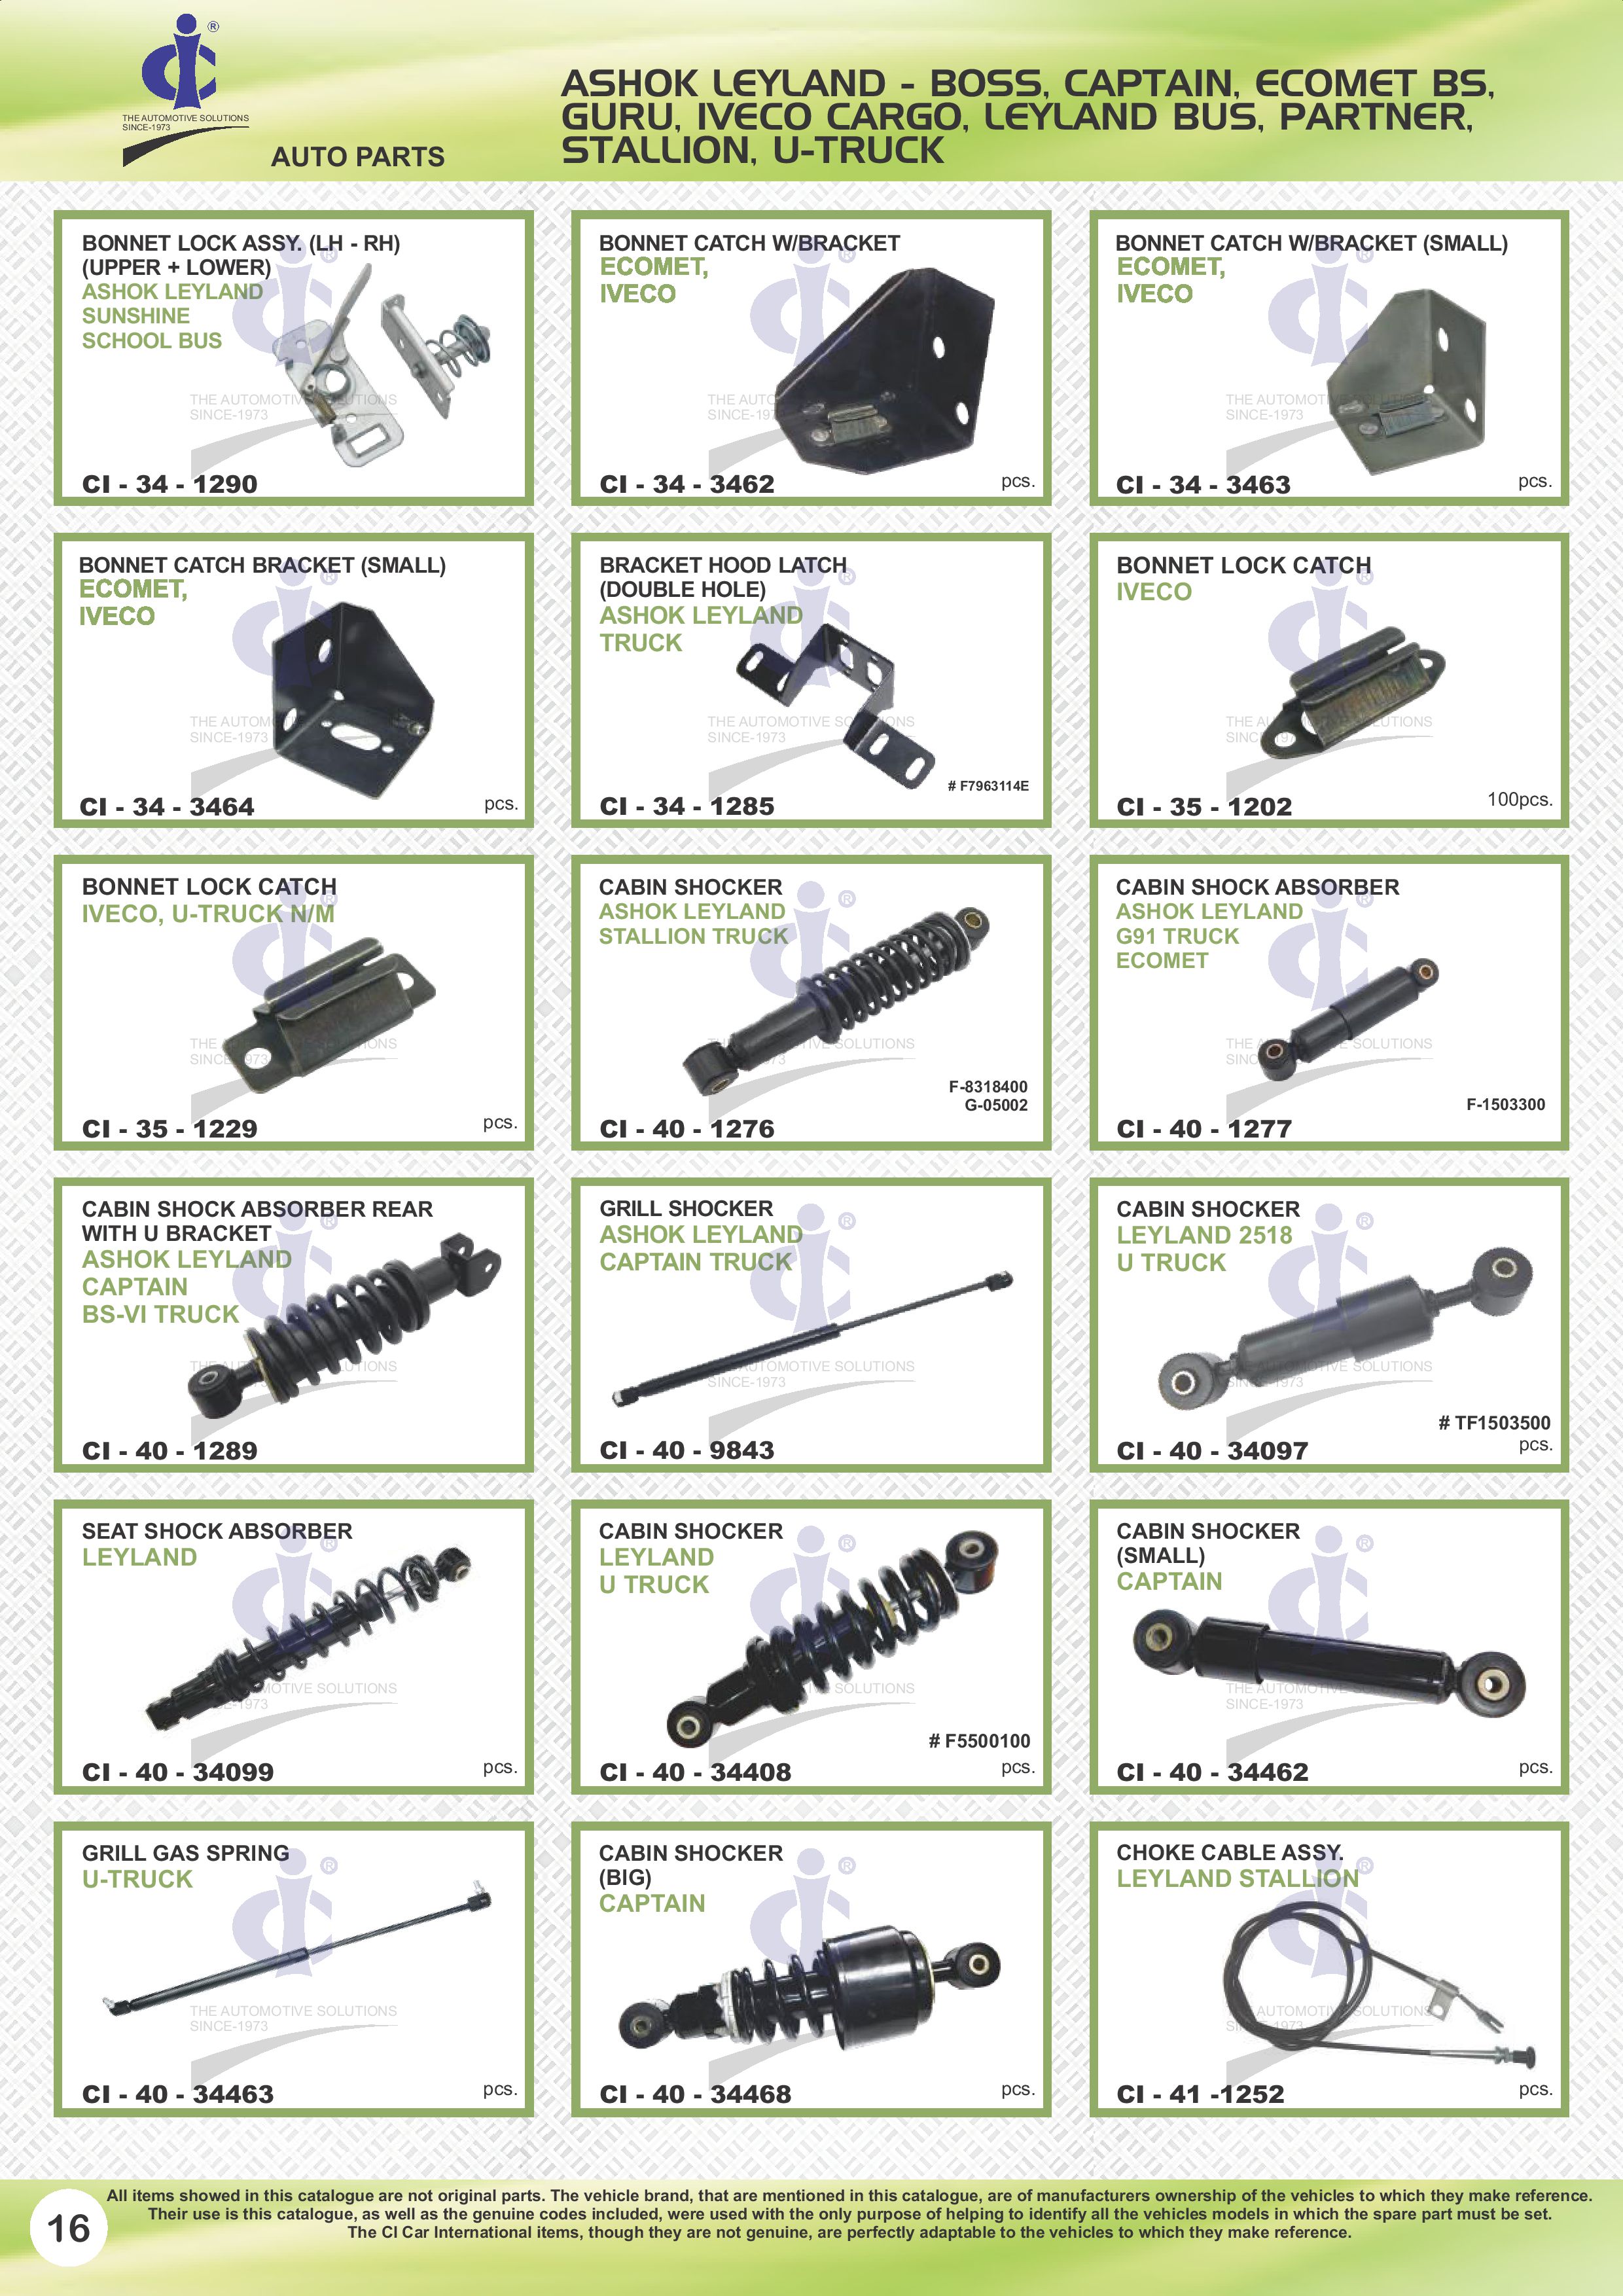 ®
THE AUTOMOTIVE SOLUTIONS
SINCE-1973
AUTO PARTS
ASHOK LEYLAND - BOSS, CAPTAIN, ECOMET BS,
GURU, IVECO CARGO, LEYLAND BUS, PARTNER,
STALLION, U-TRUCK
BONNET LOCK ASSY. (LH - RH)
(UPPER + LOWER)
ASHOK LEYLAND
SUNSHINE
SCHOOL BUS
CI - 34 - 1290
BONNET CATCH W/BRACKET
ECOMET,
IVECO
CI - 34 - 3462
pcs.
BONNET CATCH W/BRACKET (SMALL)
ECOMET,
IVECO
CI - 34 - 3463
pcs.
BONNET CATCH BRACKET (SMALL)
ECOMET,
IVECO
CI - 34 - 3464
pcs.
BRACKET HOOD LATCH
(DOUBLE HOLE)
ASHOK LEYLAND
TRUCK
# F7963114E
CI - 34 - 1285
BONNET LOCK CATCH
IVECO
CI - 35 - 1202
100pcs.
BONNET LOCK CATCH
IVECO, U-TRUCK N/M
CI - 35 - 1229
pcs.
CABIN SHOCKER
ASHOK LEYLAND
STALLION TRUCK
F-8318400
G-05002
CI - 40 - 1276
CABIN SHOCK ABSORBER
ASHOK LEYLAND
G91 TRUCK
ECOMET
F-1503300
CI - 40 - 1277
CABIN SHOCK ABSORBER REAR
WITH U BRACKET
ASHOK LEYLAND
CAPTAIN
BS-VI TRUCK
CI - 40 - 1289
GRILL SHOCKER
ASHOK LEYLAND
CAPTAIN TRUCK
CI - 40 - 9843
CABIN SHOCKER
LEYLAND 2518
U TRUCK
# TF1503500
pcs.
CI - 40 - 34097
SEAT SHOCK ABSORBER
LEYLAND
CI - 40 - 34099
pcs.
CABIN SHOCKER
LEYLAND
U TRUCK
# F5500100
CI - 40 - 34408
pcs.
CABIN SHOCKER
(SMALL)
CAPTAIN
CI - 40 - 34462
pcs.
GRILL GAS SPRING
U-TRUCK
CI - 40 - 34463
pcs.
CABIN SHOCKER
(BIG)
CAPTAIN
CI - 40 - 34468
pcs.
CHOKE CABLE ASSY.
LEYLAND STALLION
CI - 41 -1252
pcs.
16
All items showed in this catalogue are not original parts. The vehicle brand, that are mentioned in this catalogue, are of manufacturers ownership of the vehicles to which they make reference.
Their use is this catalogue, as well as the genuine codes included, were used with the only purpose of helping to identify all the vehicles models in which the spare part must be set.
The CI Car International items, though they are not genuine, are perfectly adaptable to the vehicles to which they make reference.